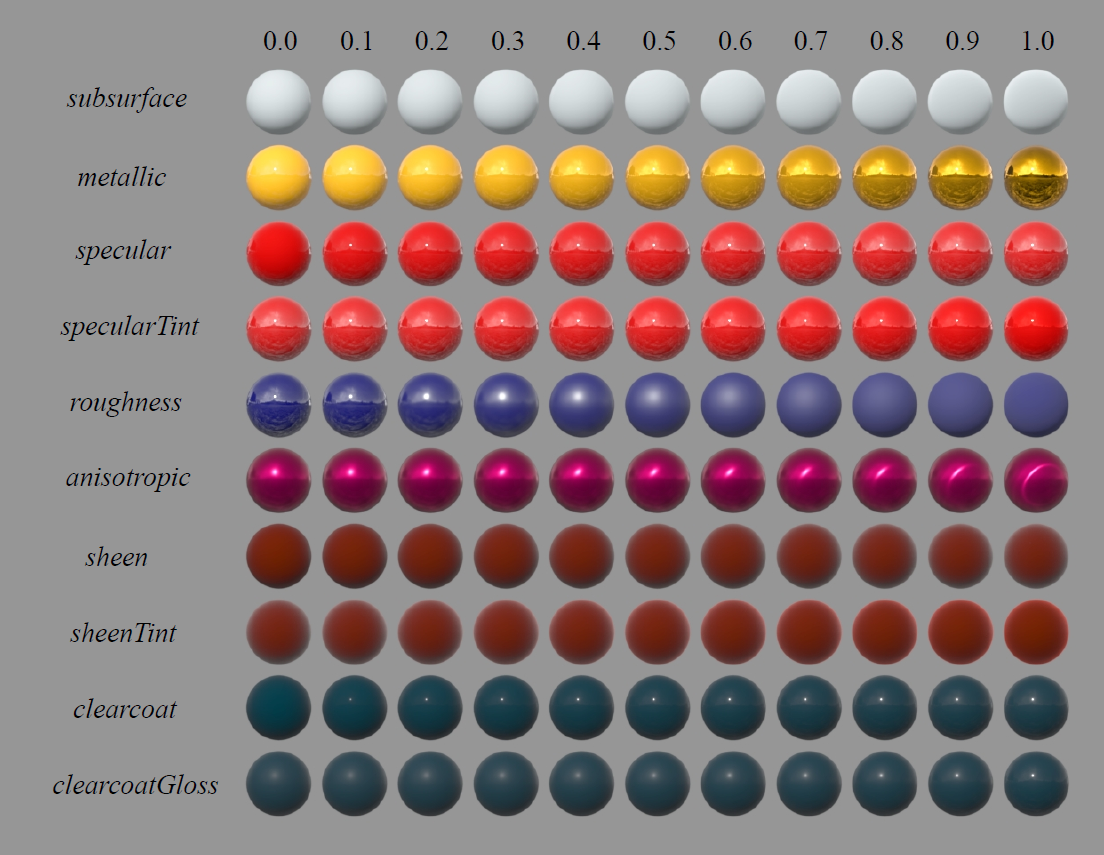 0.0 0.1 0.2 0.3 0.4 0.5 0.6 0.7 0.8 0.9 1.0
subsurface
metallic
specular
specularTint
roughness
anisotropic
sheen
sheenTint
clearcoat
clearcoatGloss